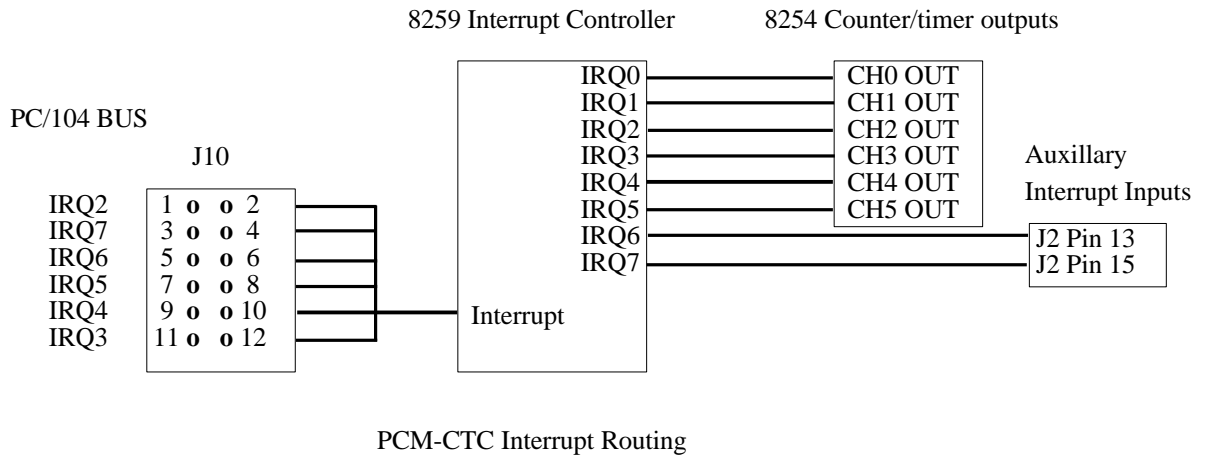 8259 Interrupt Controller
8254 Counter/timer outputs
PC/104 BUS
J10
IRQ2 1 o o 2
IRQ7 3 o o 4
IRQ6 5 o o 6
IRQ5 7 o o 8
IRQ4 9 o o 10
IRQ3 11 o o 12
Interrupt
IRQ0
IRQ1
IRQ2
IRQ3
IRQ4
IRQ5
IRQ6
IRQ7
CH0 OUT
CH1 OUT
CH2 OUT
CH3 OUT
CH4 OUT
CH5 OUT
Auxillary
Interrupt Inputs
J2 Pin 13
J2 Pin 15
PCM-CTC Interrupt Routing